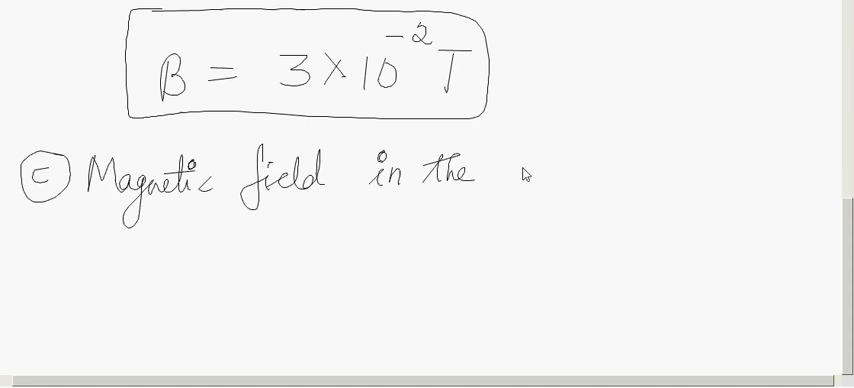 B = 3×10⁻² T
Ⓒ Magnetic field in the